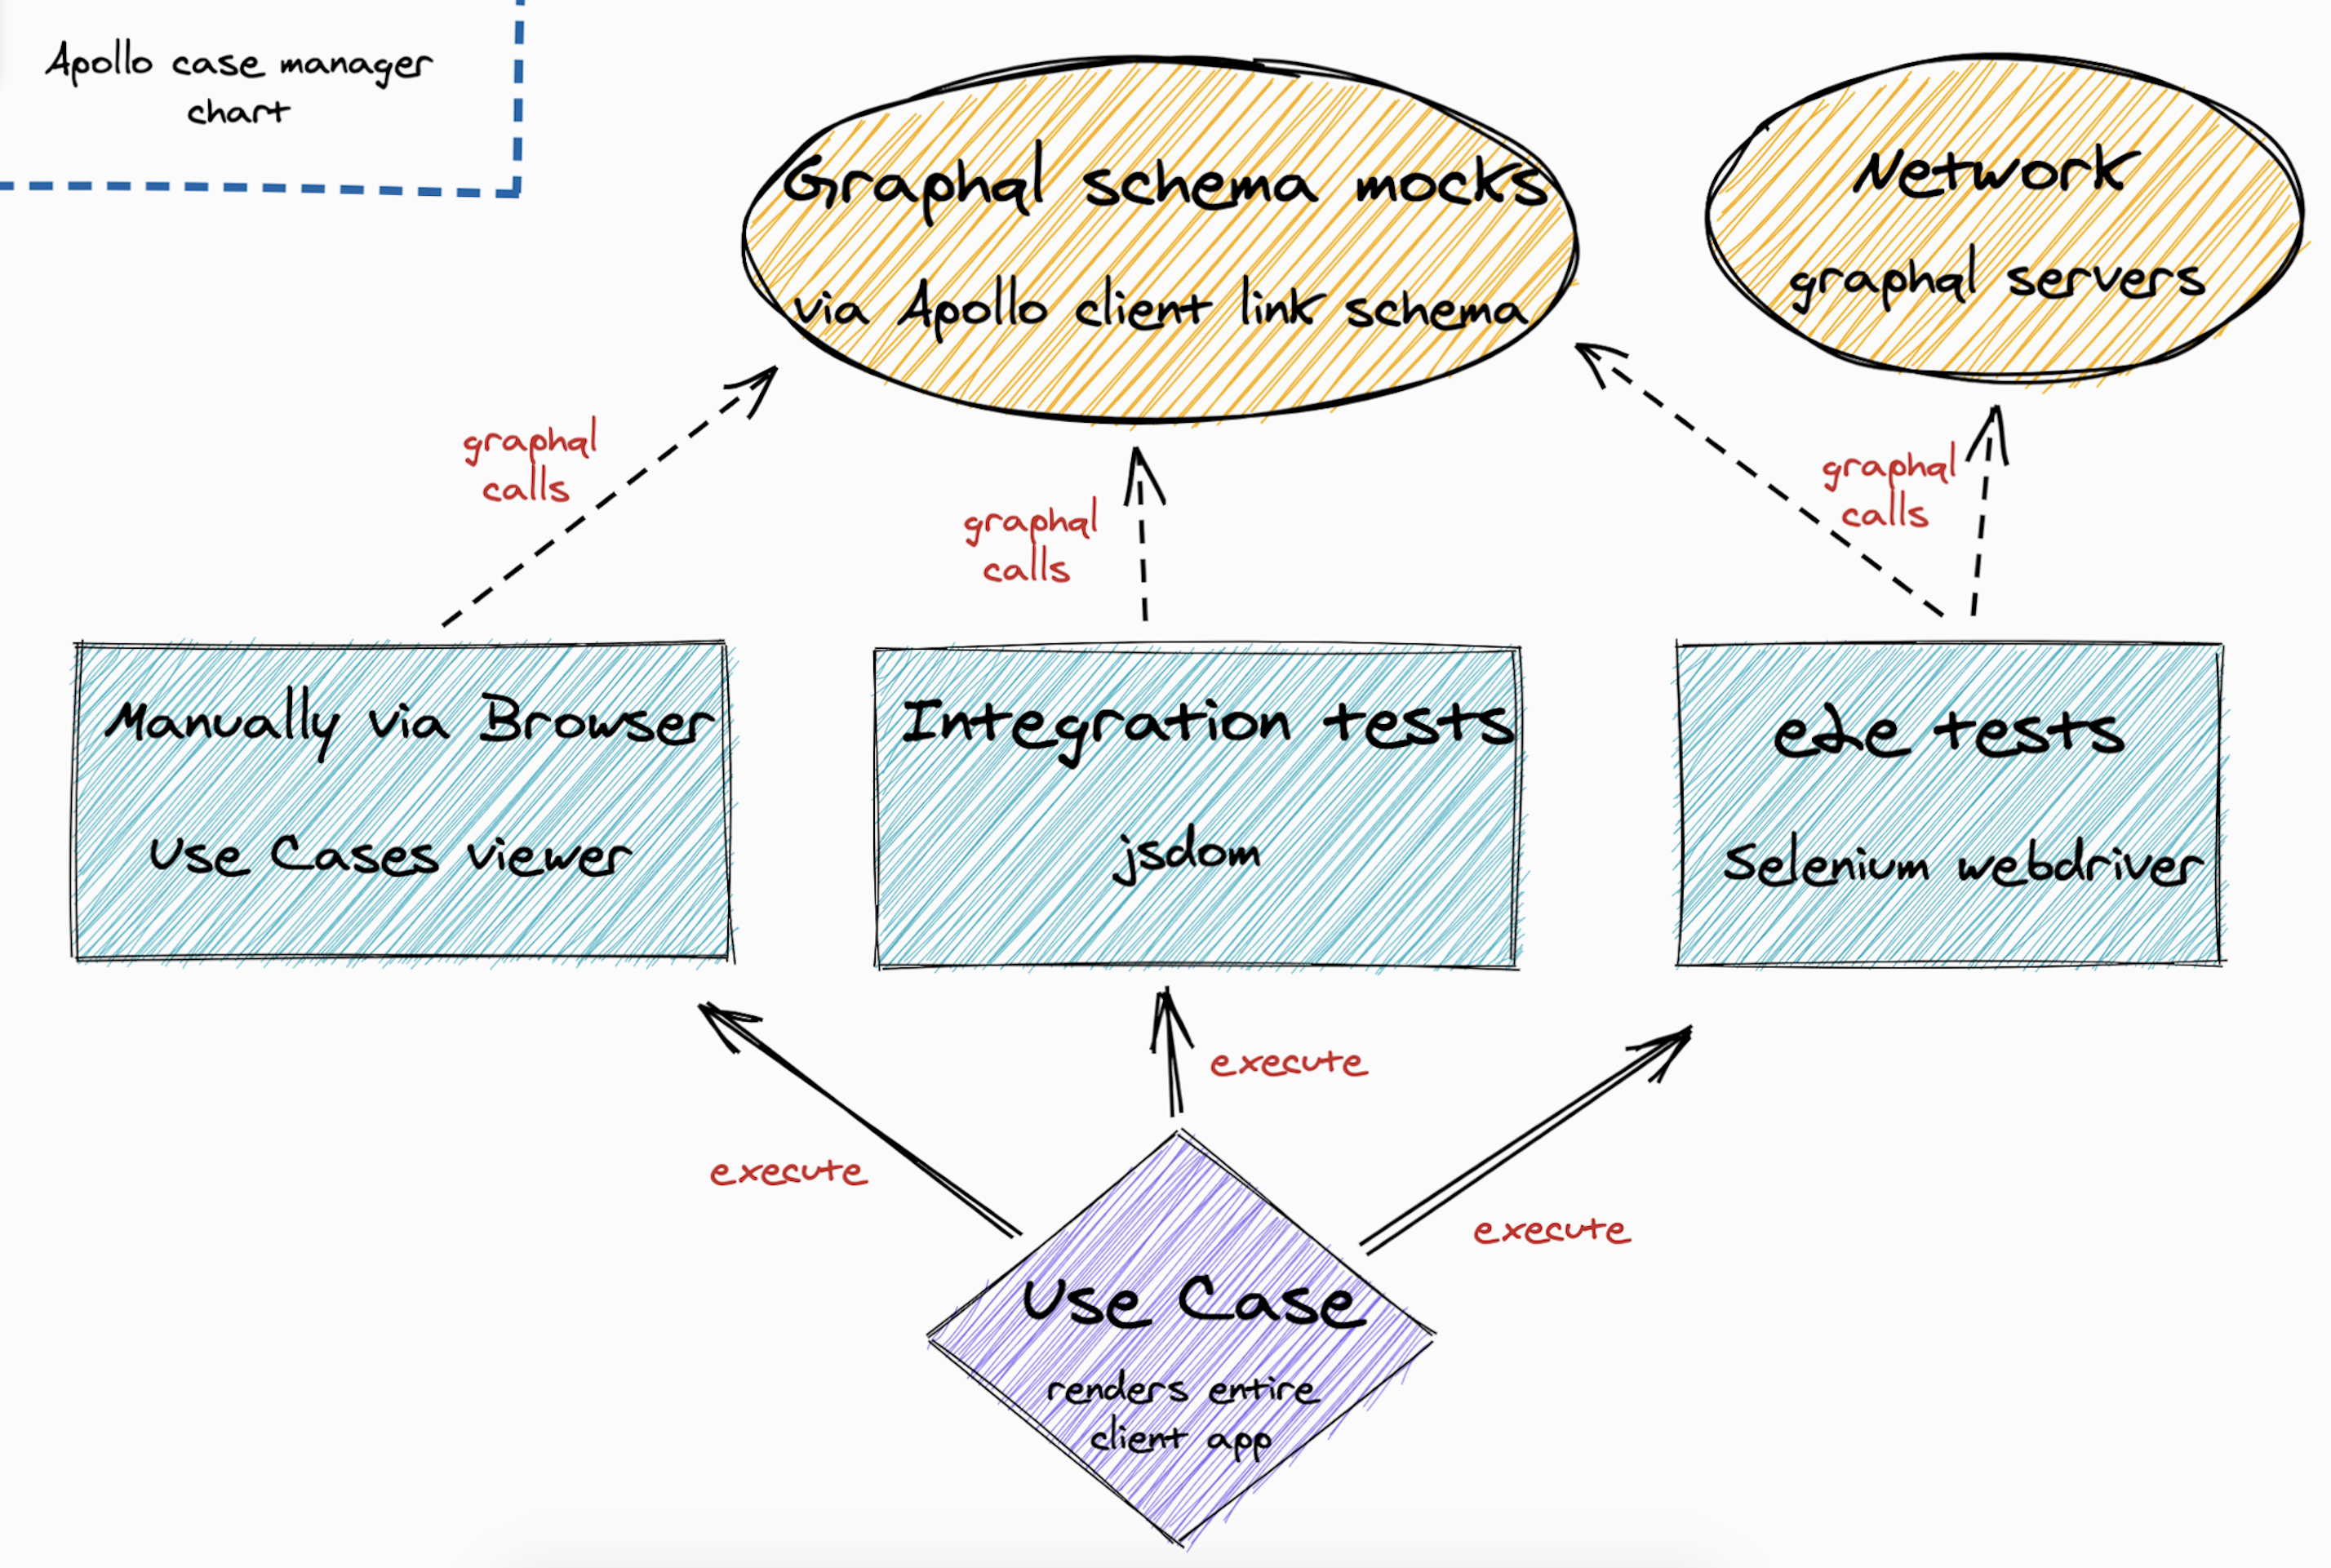 Apollo case manager
chart
Graphql schema mocks
via Apollo client link schema
Network
graphql servers
graphql
calls
graphql
calls
graphql
calls
Manually via Browser
Use Cases viewer
Integration tests
jsdom
e2e tests
Selenium webdriver
execute
execute
execute
Use Case
renders entire
client app